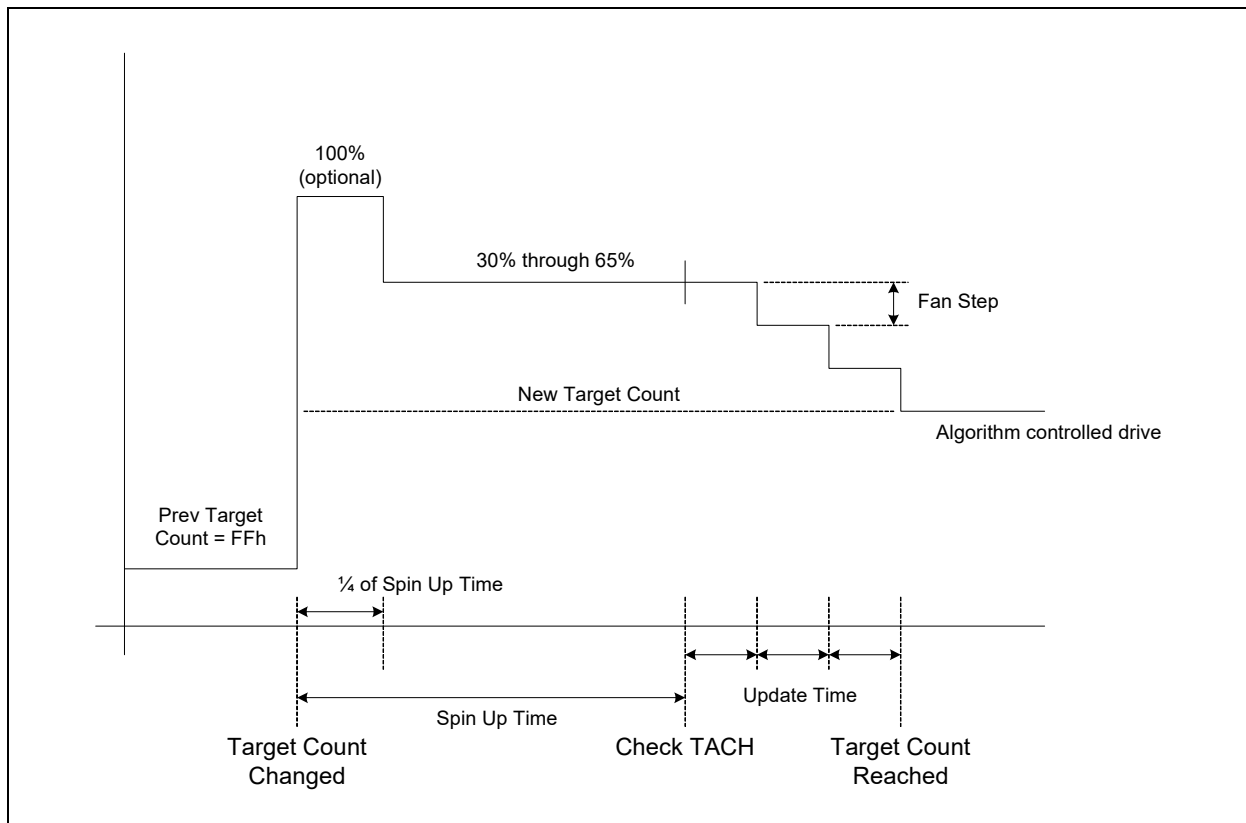 100%
(optional)
30% through 65%
Fan Step
New Target Count
Algorithm controlled drive
Prev Target
Count = FFh
¼ of Spin Up Time
Update Time
Spin Up Time
Target Count
Changed
Check TACH
Target Count
Reached